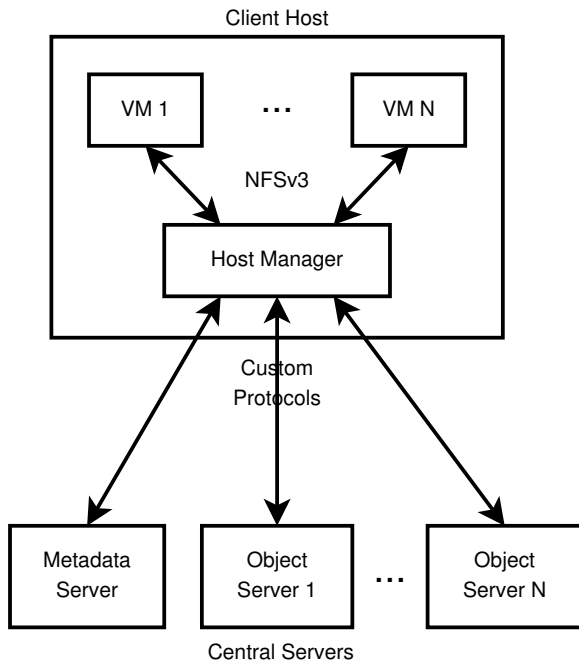 Client Host
VM 1
...
VM N
NFSv3
Host Manager
Custom
Protocols
Metadata
Server
Object
Server 1
...
Object
Server N
Central Servers